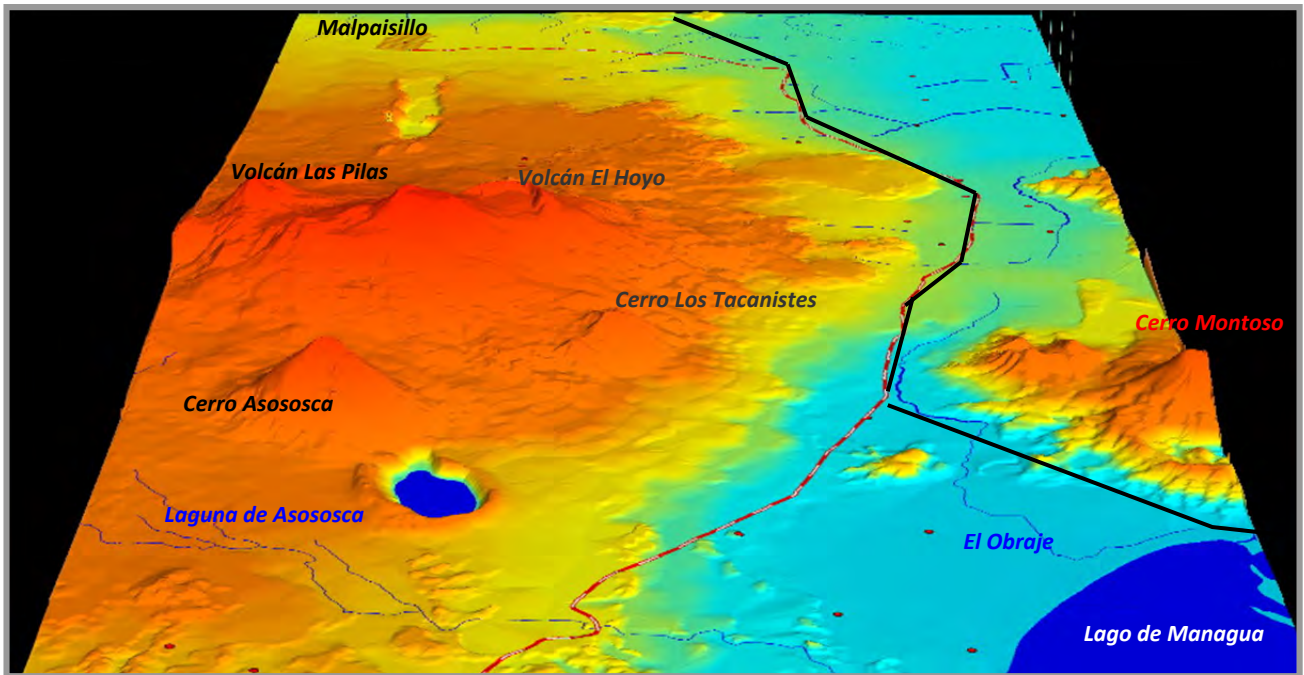 Malpaisillo
Volcán Las Pilas
Volcán El Hoyo
Cerro Los Tacanistes
Cerro Montoso
Cerro Asososca
Laguna de Asososca
El Obraje
Lago de Managua